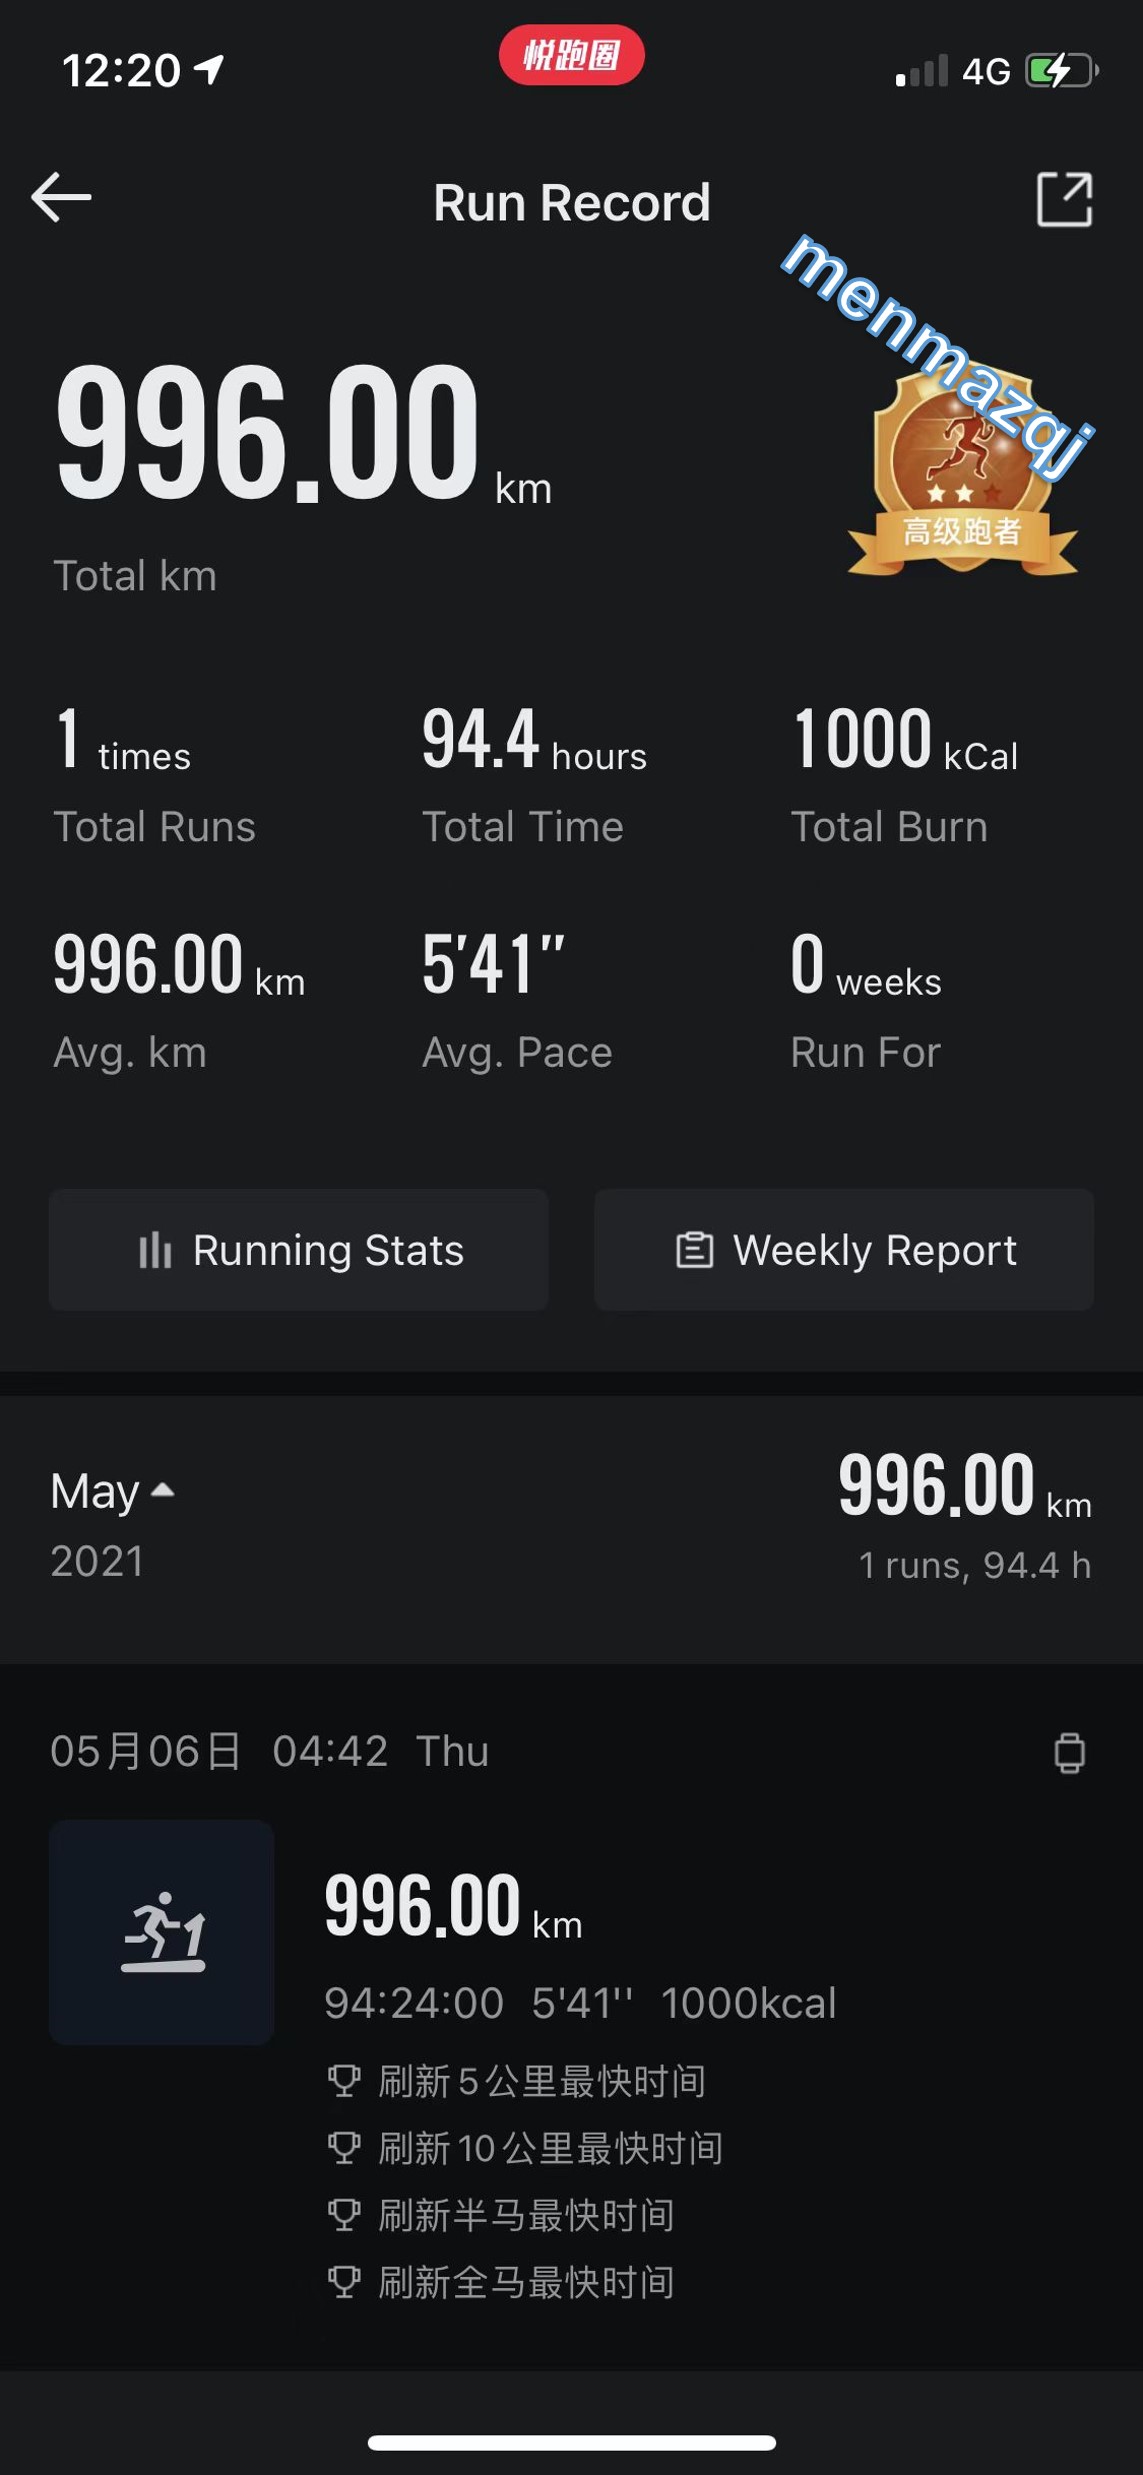 12:20
悦跑圈
4G
Run Record
menmazqj
996.00 km
高级跑者
Total km
1 times
94.4 hours
1000 kCal
Total Runs
Total Time
Total Burn
996.00 km
5'41"
0 weeks
Avg. km
Avg. Pace
Run For
Running Stats
Weekly Report
May
996.00 km
2021
1 runs, 94.4 h
05月06日 04:42 Thu
996.00 km
94:24:00 5'41'' 1000kcal
刷新5公里最快时间
刷新10公里最快时间
刷新半马最快时间
刷新全马最快时间